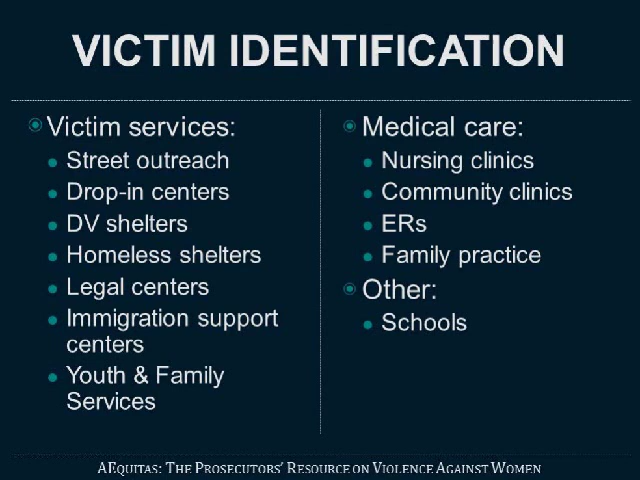 VICTIM IDENTIFICATION
Victim services:
Street outreach
Drop-in centers
DV shelters
Homeless shelters
Legal centers
Immigration support
centers
Youth & Family
Services
Medical care:
Nursing clinics
Community clinics
ERs
Family practice
Other:
Schools
AEQUITAS: THE PROSECUTORS' RESOURCE ON VIOLENCE AGAINST WOMEN